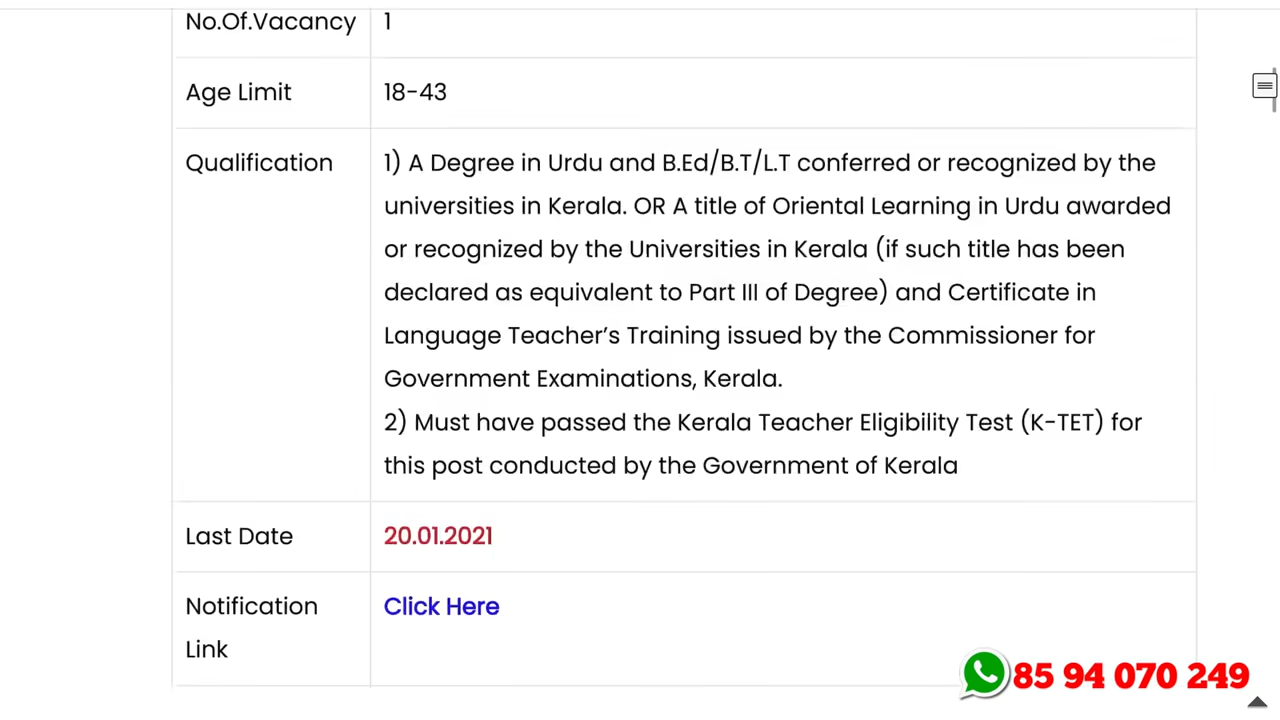 No.Of.Vacancy 1
Age Limit 18-43
Qualification 1) A Degree in Urdu and B.Ed/B.T/L.T conferred or recognized by the
universities in Kerala. OR A title of Oriental Learning in Urdu awarded
or recognized by the Universities in Kerala (if such title has been
declared as equivalent to Part III of Degree) and Certificate in
Language Teacher’s Training issued by the Commissioner for
Government Examinations, Kerala.
2) Must have passed the Kerala Teacher Eligibility Test (K-TET) for
this post conducted by the Government of Kerala
Last Date 20.01.2021
Notification Click Here
Link
85 94 070 249